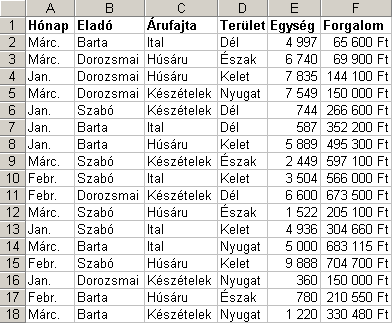 A B C D E F
1 Hónap Eladó Árufajta Terület Egység Forgalom
2 Márc. Barta Ital Dél 4 997 65 600 Ft
3 Márc. Dorozsmai Húsáru Észak 6 740 69 900 Ft
4 Jan. Dorozsmai Húsáru Kelet 7 835 144 100 Ft
5 Márc. Dorozsmai Készételek Nyugat 7 549 150 000 Ft
6 Jan. Szabó Készételek Dél 744 266 600 Ft
7 Jan. Barta Ital Dél 587 352 200 Ft
8 Jan. Barta Húsáru Kelet 5 889 495 300 Ft
9 Márc. Szabó Készételek Észak 2 449 597 100 Ft
10 Febr. Szabó Ital Kelet 3 504 566 000 Ft
11 Febr. Dorozsmai Készételek Dél 6 600 673 500 Ft
12 Márc. Szabó Húsáru Észak 1 522 205 100 Ft
13 Jan. Szabó Ital Kelet 4 936 304 660 Ft
14 Márc. Barta Ital Nyugat 5 000 683 115 Ft
15 Febr. Szabó Húsáru Kelet 9 888 704 700 Ft
16 Jan. Dorozsmai Készételek Nyugat 360 150 000 Ft
17 Febr. Barta Húsáru Észak 780 210 550 Ft
18 Márc. Barta Készételek Nyugat 1 220 330 480 Ft